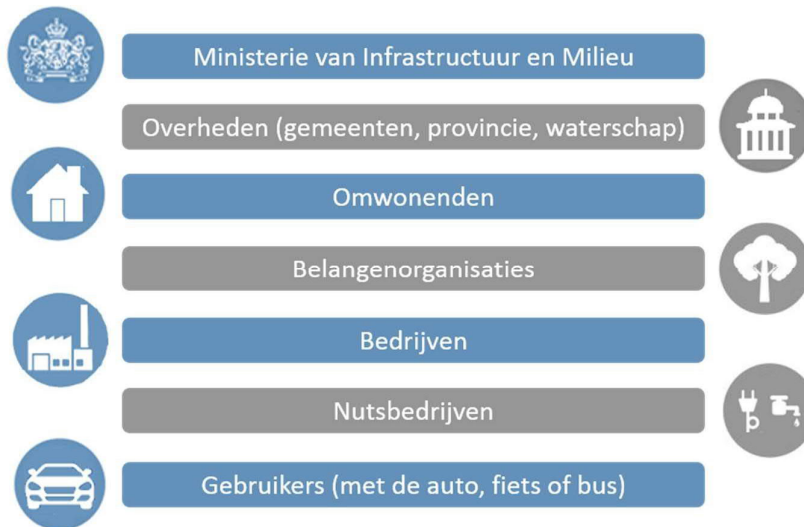 Ministerie van Infrastructuur en Milieu
Overheden (gemeenten, provincie, waterschap)
Omwonenden
Belangenorganisaties
Bedrijven
Nutsbedrijven
Gebruikers (met de auto, fiets of bus)